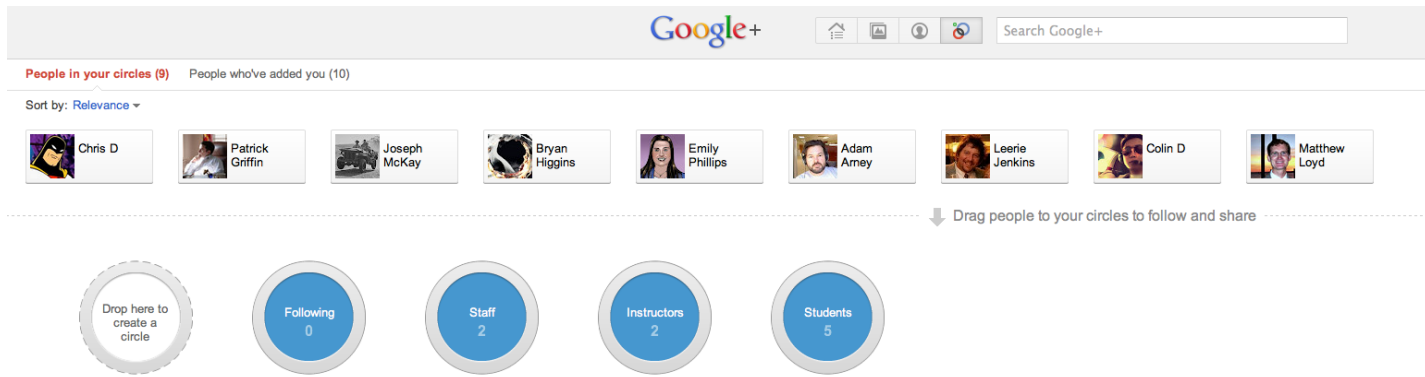 Google+
Search Google+
People in your circles (9) People who've added you (10)
Sort by: Relevance
Chris D
Patrick
Griffin
Joseph
McKay
Bryan
Higgins
Emily
Phillips
Adam
Arney
Leerie
Jenkins
Colin D
Matthew
Loyd
Drag people to your circles to follow and share
Drop here to
create a
circle
Following
0
Staff
2
Instructors
2
Students
5